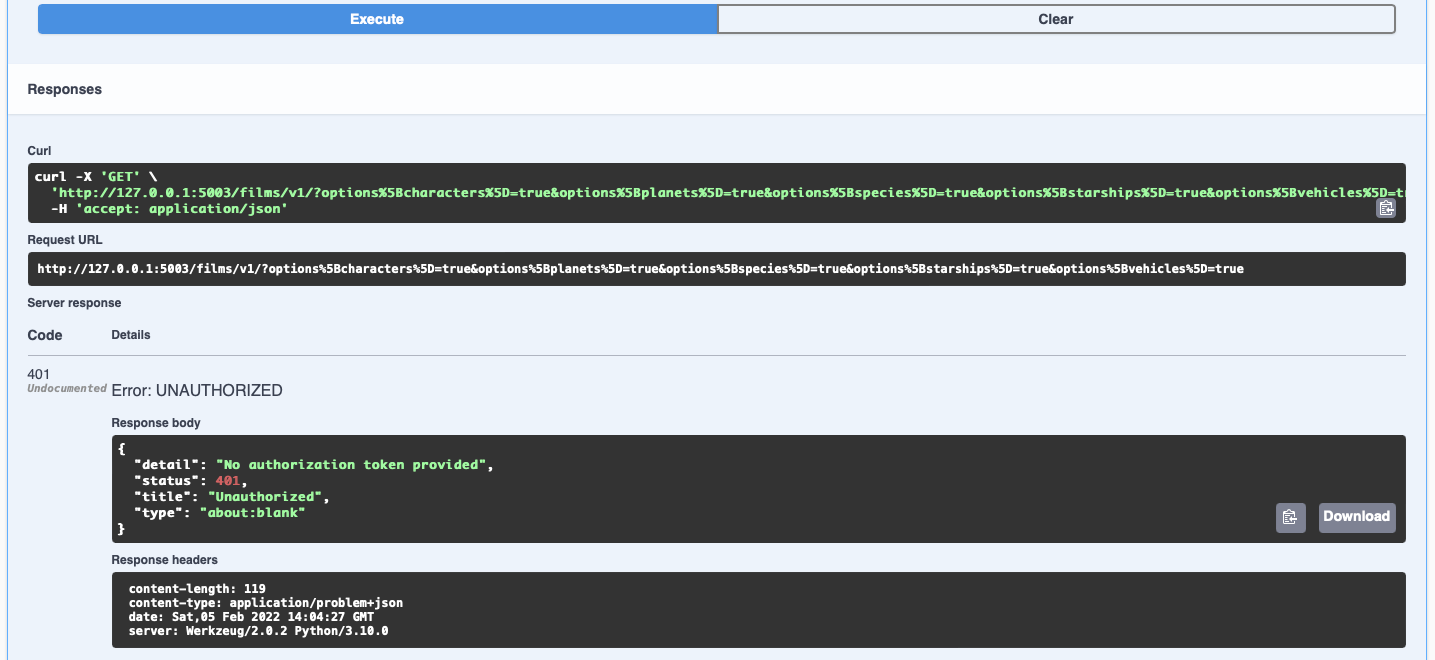 Execute
Clear
Responses
Curl
curl -X 'GET' \
'http://127.0.0.1:5003/films/v1/?options%5Bcharacters%5D=true&options%5Bplanets%5D=true&options%5Bspecies%5D=true&options%5Bstarships%5D=true&options%5Bvehicles%5D=tr
-H 'accept: application/json'
Request URL
http://127.0.0.1:5003/films/v1/?options%5Bcharacters%5D=true&options%5Bplanets%5D=true&options%5Bspecies%5D=true&options%5Bstarships%5D=true&options%5Bvehicles%5D=true
Server response
Code
Details
401
Undocumented
Error: UNAUTHORIZED
Response body
{
"detail": "No authorization token provided",
"status": 401,
"title": "Unauthorized",
"type": "about:blank"
}
Download
Response headers
content-length: 119
content-type: application/problem+json
date: Sat,05 Feb 2022 14:04:27 GMT
server: Werkzeug/2.0.2 Python/3.10.0